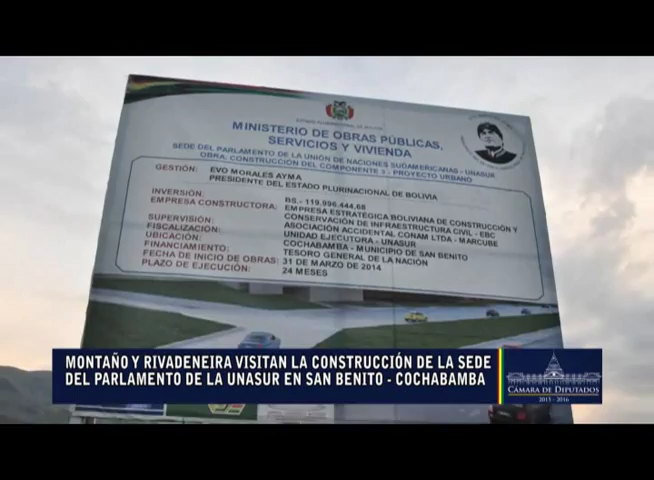 ESTADO PLURINACIONAL DE BOLIVIA
MINISTERIO DE OBRAS PÚBLICAS,
SERVICIOS Y VIVIENDA
SEDE DEL PARLAMENTO DE LA UNIÓN DE NACIONES SUDAMERICANAS - UNASUR
OBRA: CONSTRUCCIÓN DEL COMPONENTE 3 - PROYECTO URBANO
GESTIÓN: EVO MORALES AYMA
PRESIDENTE DEL ESTADO PLURINACIONAL DE BOLIVIA
INVERSIÓN: BS.- 119,996,444,68
EMPRESA CONSTRUCTORA: EMPRESA ESTRATÉGICA BOLIVIANA DE CONSTRUCCIÓN Y
CONSERVACIÓN DE INFRAESTRUCTURA CIVIL - EBC
SUPERVISIÓN: ASOCIACIÓN ACCIDENTAL CONAM LTDA - MARCUBE
FISCALIZACIÓN: UNIDAD EJECUTORA - UNASUR
UBICACIÓN: COCHABAMBA - MUNICIPIO DE SAN BENITO
FINANCIAMIENTO: TESORO GENERAL DE LA NACIÓN
FECHA DE INICIO DE OBRAS: 31 DE MARZO DE 2014
PLAZO DE EJECUCIÓN: 24 MESES
MONTAÑO Y RIVADENEIRA VISITAN LA CONSTRUCCIÓN DE LA SEDE
DEL PARLAMENTO DE LA UNASUR EN SAN BENITO - COCHABAMBA
CÁMARA DE DIPUTADOS
2015 - 2016